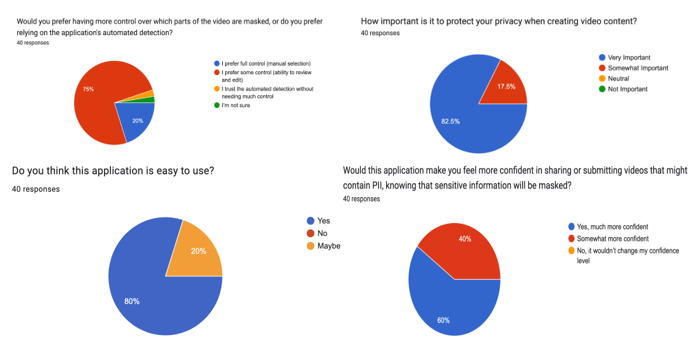 Would you prefer having more control over which parts of the video are masked, or do you prefer
relying on the application's automated detection?
40 responses
75%
20%
I prefer full control (manual selection)
I prefer some control (ability to review
and edit)
I trust the automated detection without
needing much control
I'm not sure
How important is it to protect your privacy when creating video content?
40 responses
17.5%
82.5%
Very Important
Somewhat Important
Neutral
Not Important
Do you think this application is easy to use?
40 responses
20%
80%
Yes
No
Maybe
Would this application make you feel more confident in sharing or submitting videos that might
contain PII, knowing that sensitive information will be masked?
40 responses
40%
60%
Yes, much more confident
Somewhat more confident
No, it wouldn't change my confidence
level